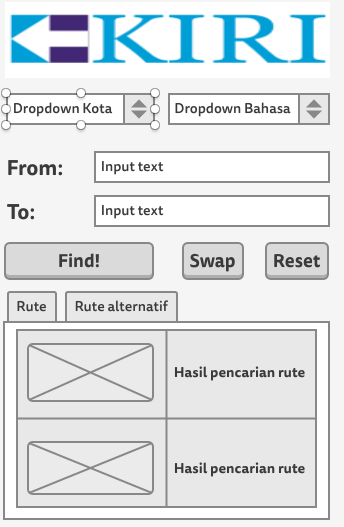 KIRI
Dropdown Kota
Dropdown Bahasa
From: Input text
To: Input text
Find! Swap Reset
Rute Rute alternatif
Hasil pencarian rute
Hasil pencarian rute